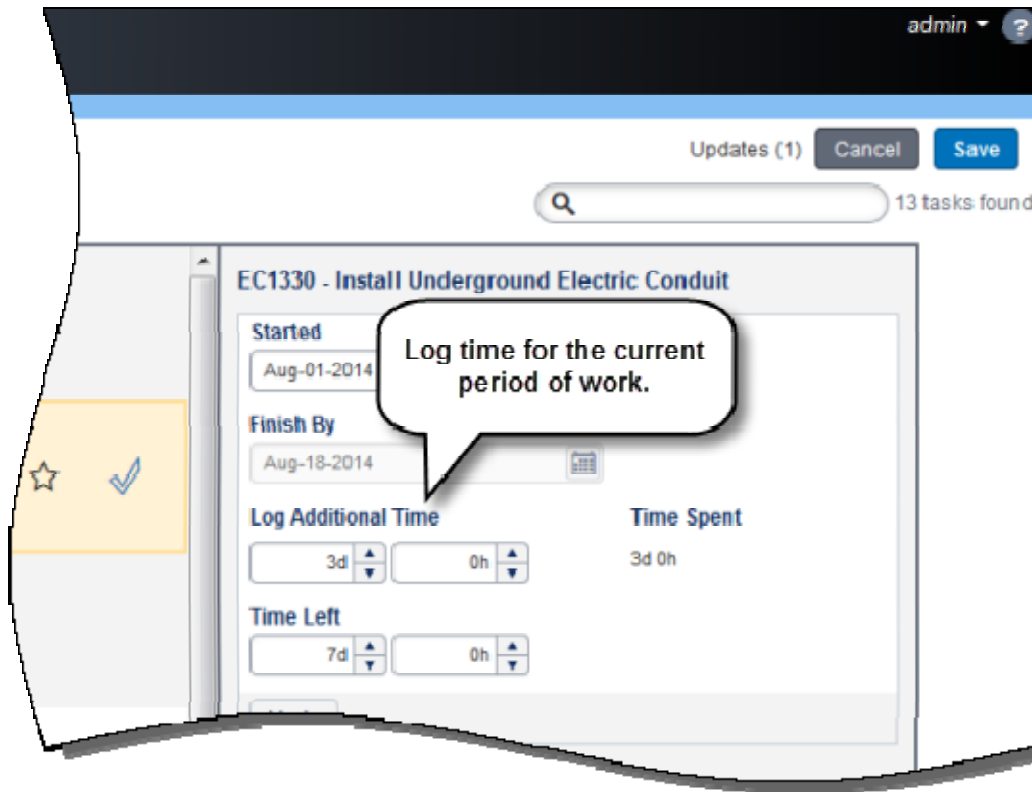 admin
?
Updates (1) Cancel Save
13 tasks found
EC1330 - Install Underground Electric Conduit
Started
Aug-01-2014
Log time for the current
period of work.
Finish By
Aug-18-2014
Log Additional Time Time Spent
3d 0h 3d 0h
Time Left
7d 0h